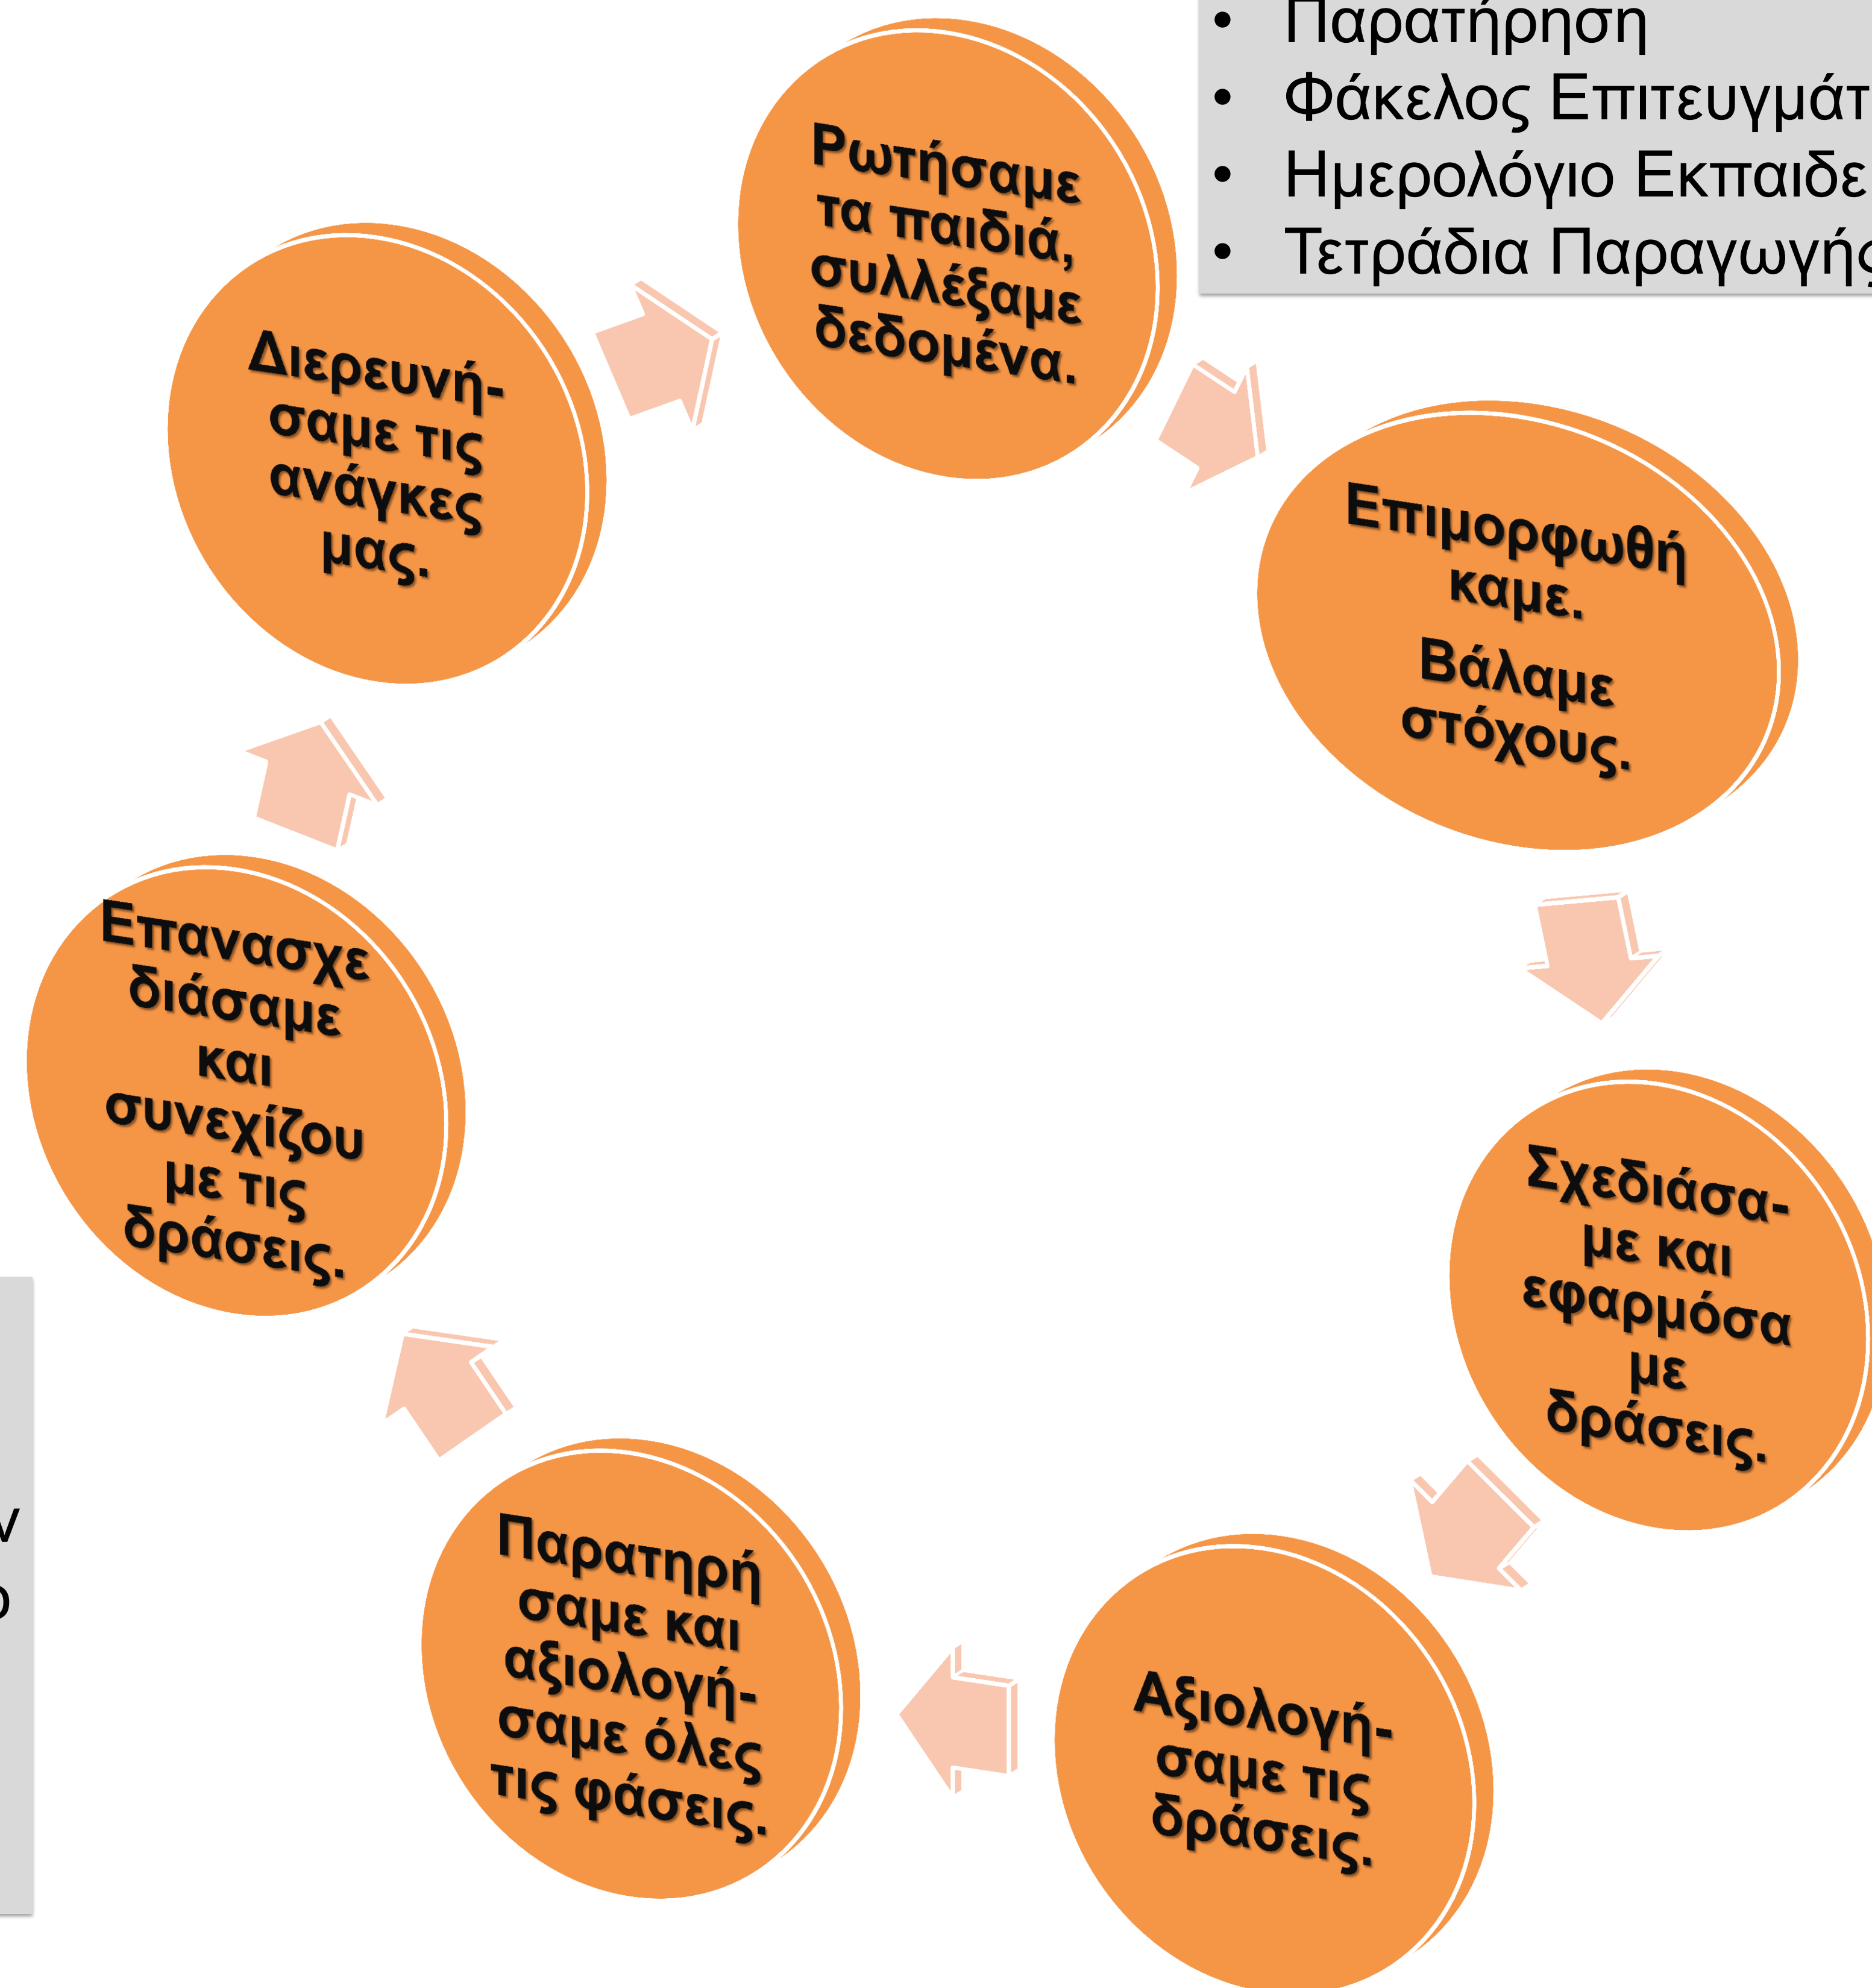 Παρατήρηση
Φάκελος
Ημερολόγιο
Τετράδια Παραγωγής
Ρωτήσαμε
τα παιδιά,
συλλέξαμε
δεδομένα.
Διερευνή-
σαμε τις
ανάγκες
μας.
Επιμορφωθή
καμε.
Βάλαμε
στόχους.
Επανασχε
διάσαμε
και
συνεχίζου
με τις
δράσεις.
Σχεδιάσα-
με και
εφαρμόσα
με
δράσεις.
Παρατηρή
σαμε και
αξιολογή-
σαμε όλες
τις φάσεις.
Αξιολογή-
σαμε τις
δράσεις.